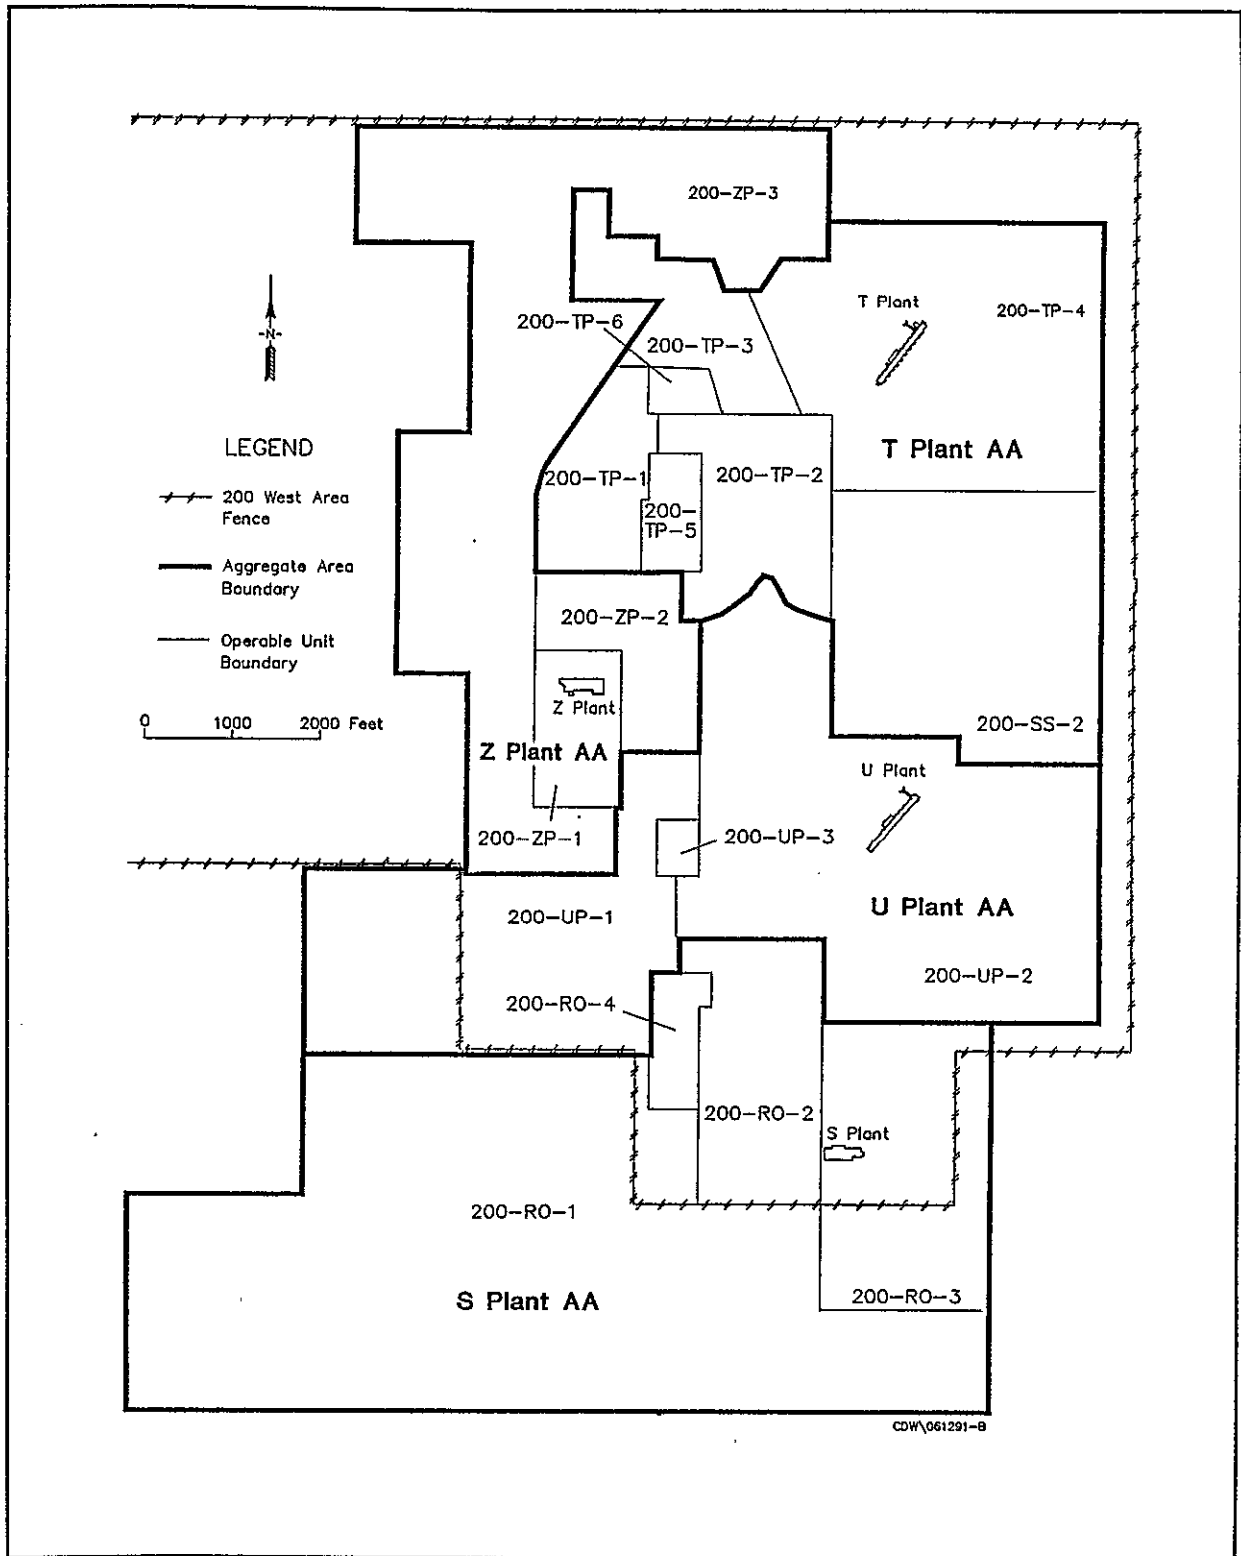 200-ZP-3
T Plant
200-TP-4
200-TP-6
200-TP-3
-N-
LEGEND
T Plant AA
200 West Area
Fence
200-TP-1
200-TP-2
200-
TP-5
Aggregate Area
Boundary
200-ZP-2
Operable Unit
Boundary
Z Plant
0 1000 2000 Feet
200-SS-2
Z Plant AA
U Plant
200-ZP-1
200-UP-3
200-UP-1
U Plant AA
200-UP-2
200-RO-4
200-RO-2
S Plant
200-RO-1
200-RO-3
S Plant AA
CDW\061291-B